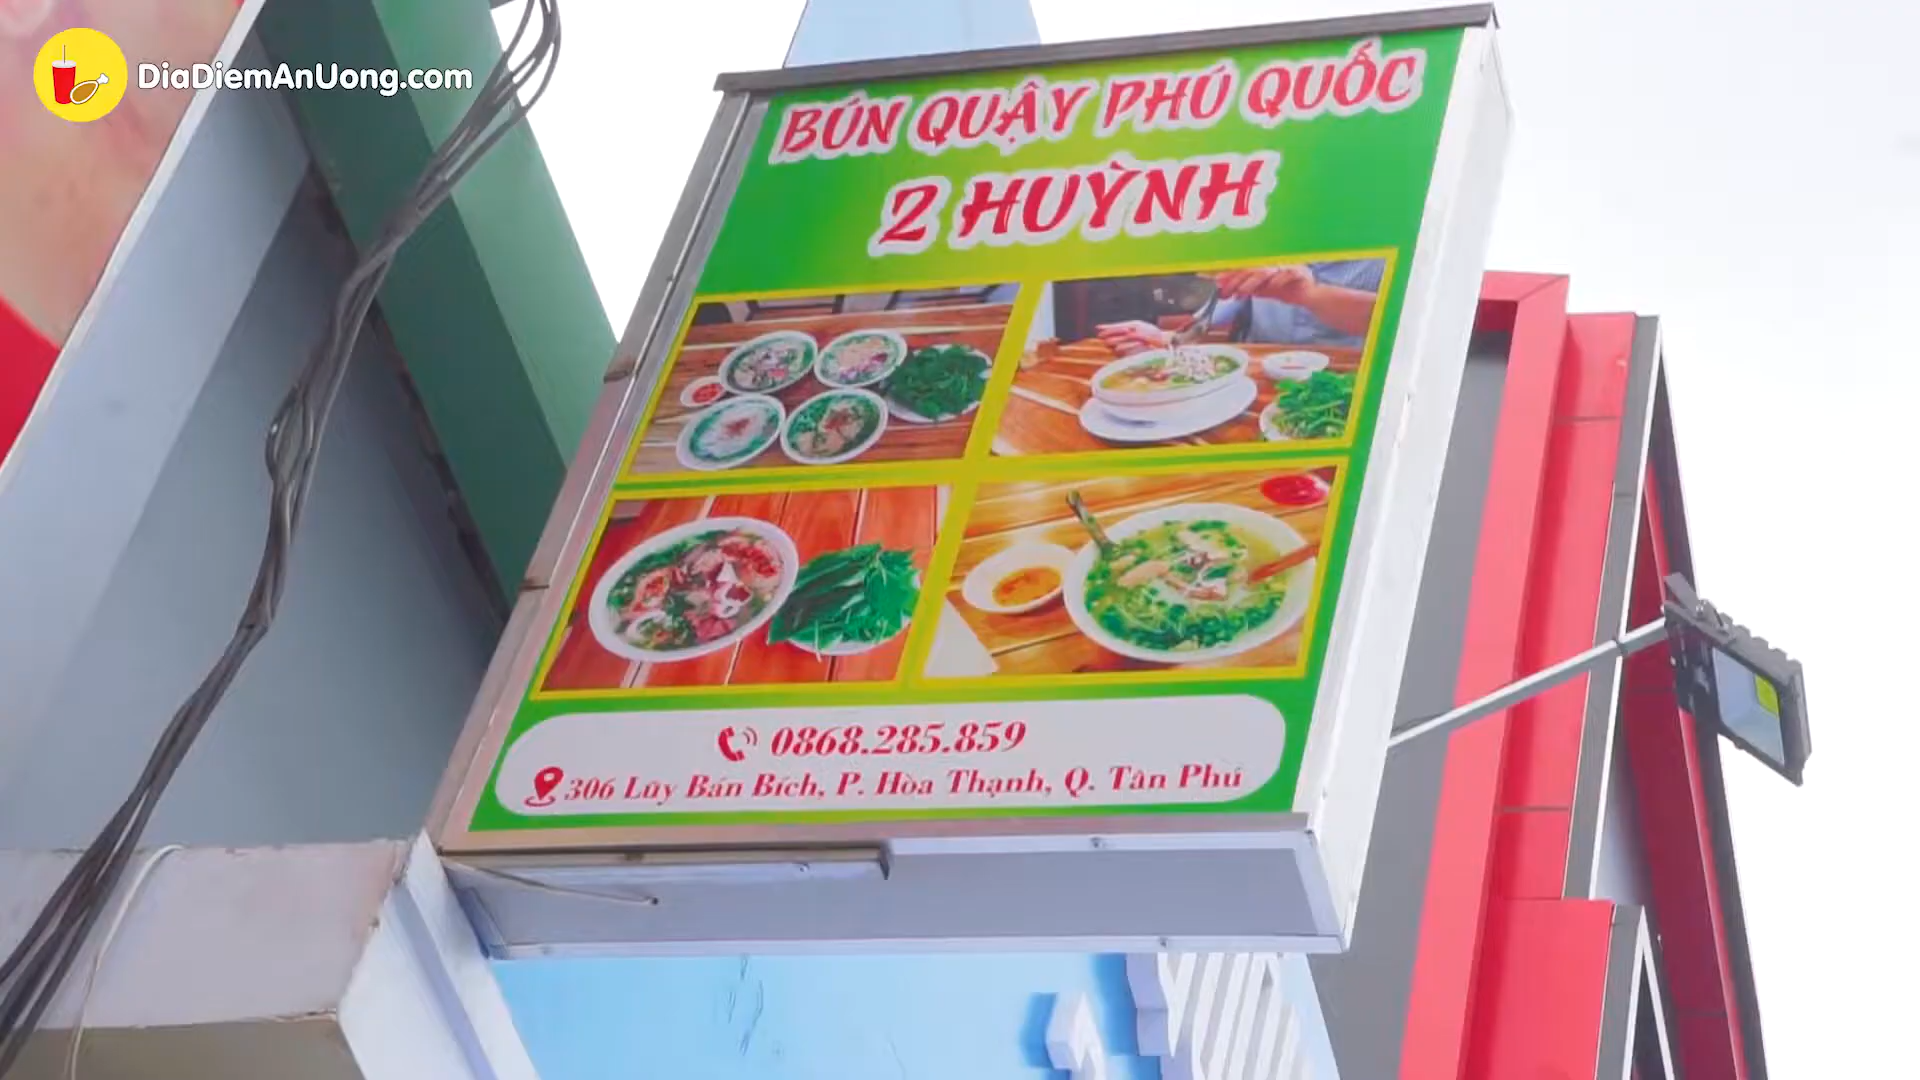 DiaDiemAnUong.com
BÚN QUẬY PHÚ QUỐC
2 HUỲNH
0868.285.859
306 Lũy Bán Bích, P. Hòa Thạnh, Q. Tân Phú